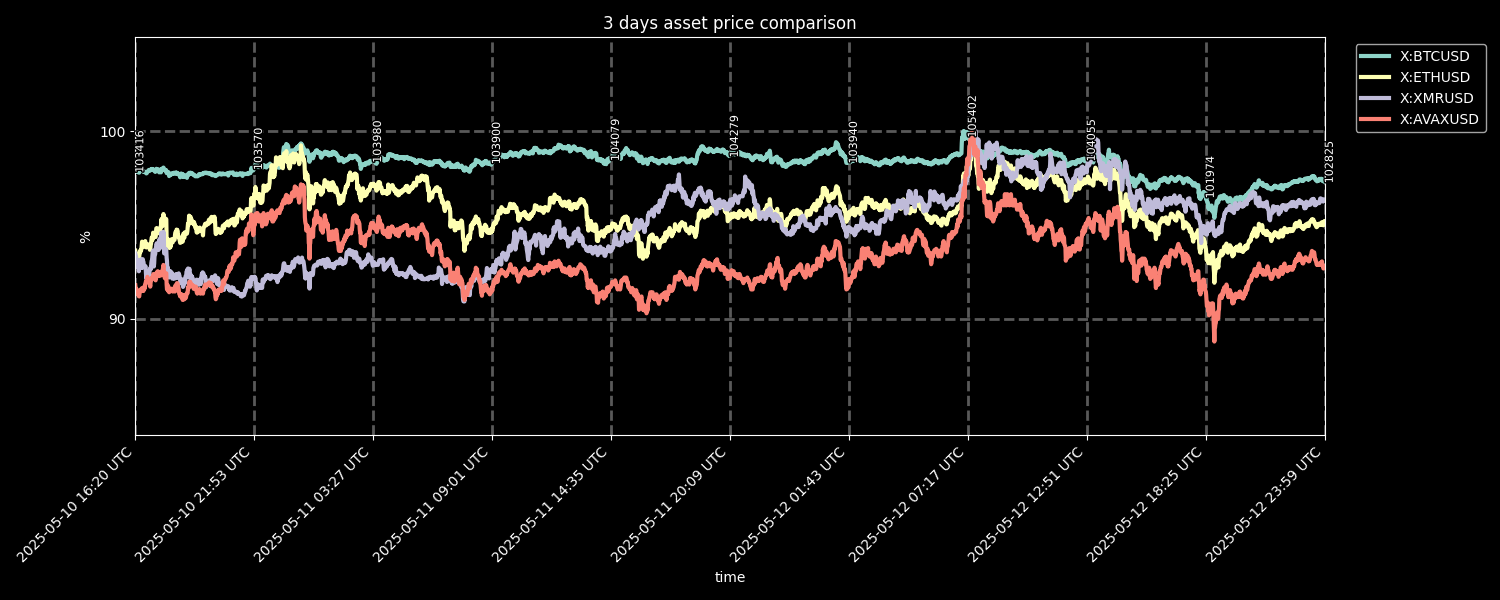 3 days asset price comparison
X:BTCUSD
X:ETHUSD
X:XMRUSD
X:AVAXUSD
100
90
%
103416
103570
103980
103900
104079
104279
103940
105402
104055
101974
102825
2025-05-10 16:20 UTC
2025-05-10 21:53 UTC
2025-05-11 03:27 UTC
2025-05-11 09:01 UTC
2025-05-11 14:35 UTC
2025-05-11 20:09 UTC
2025-05-12 01:43 UTC
2025-05-12 07:17 UTC
2025-05-12 12:51 UTC
2025-05-12 18:25 UTC
2025-05-12 23:59 UTC
time